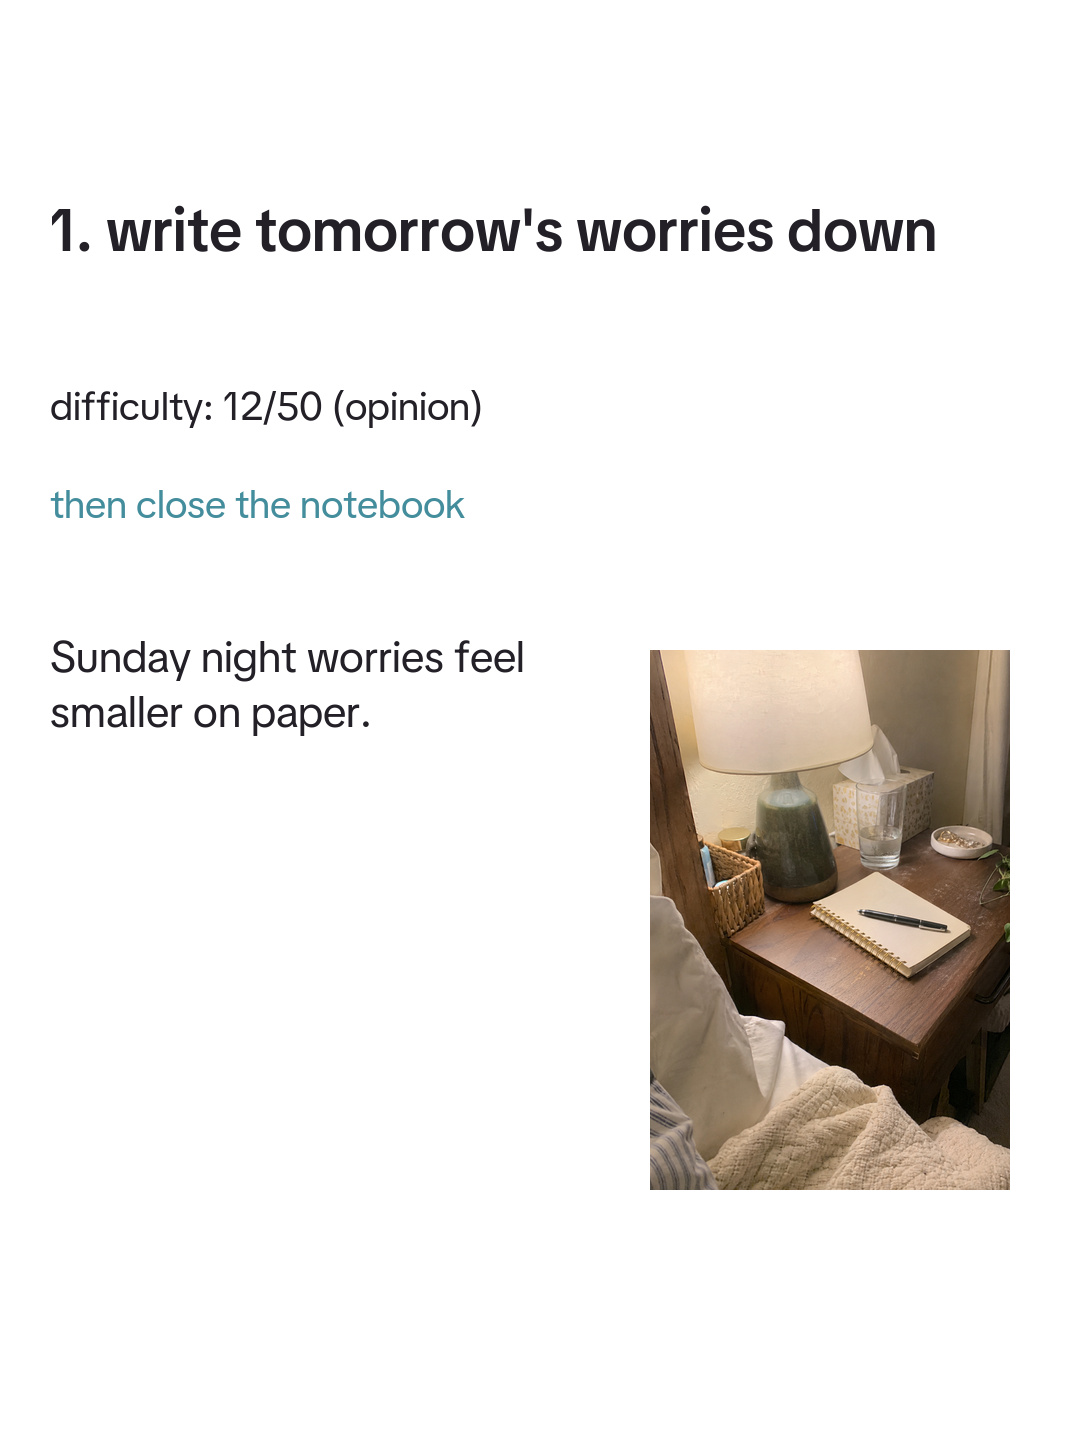 1. write tomorrow's worries down
difficulty: 12/50 (opinion)
then close the notebook
Sunday night worries feel
smaller on paper.